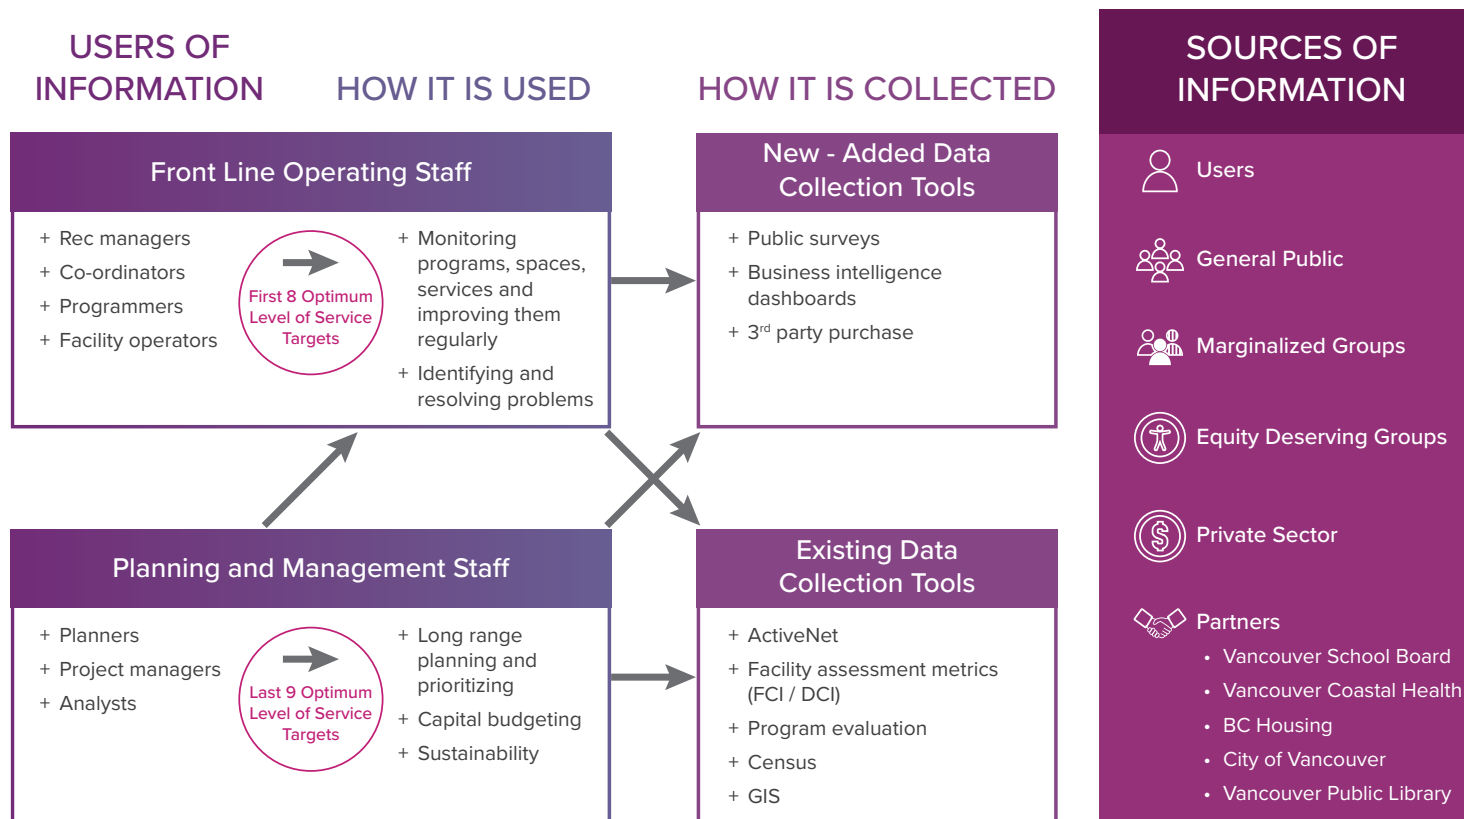 USERS OF
INFORMATION
HOW IT IS USED
HOW IT IS COLLECTED
Front Line Operating Staff
+ Rec managers
+ Co-ordinators
+ Programmers
+ Facility operators
First 8 Optimum
Level of Service
Targets
+ Monitoring
programs, spaces,
services and
improving them
regularly
+ Identifying and
resolving problems
New - Added Data
Collection Tools
+ Public surveys
+ Business intelligence
dashboards
+ 3rd party purchase
Planning and Management Staff
+ Planners
+ Project managers
+ Analysts
Last 9 Optimum
Level of Service
Targets
+ Long range
planning and
prioritizing
+ Capital budgeting
+ Sustainability
Existing Data
Collection Tools
+ ActiveNet
+ Facility assessment metrics
(FCI / DCI)
+ Program evaluation
+ Census
+ GIS
SOURCES OF
INFORMATION
Users
General Public
Marginalized Groups
Equity Deserving Groups
$
Private Sector
Partners
• Vancouver School Board
• Vancouver Coastal Health
• BC Housing
• City of Vancouver
• Vancouver Public Library